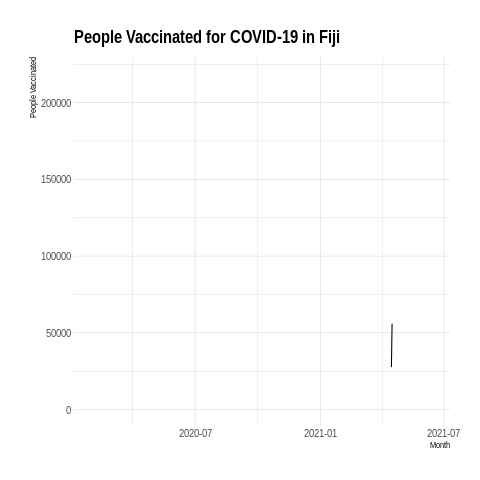 People Vaccinated for COVID-19 in Fiji
People Vaccinated
200000
150000
100000
50000
0
2020-07
2021-01
2021-07
Month